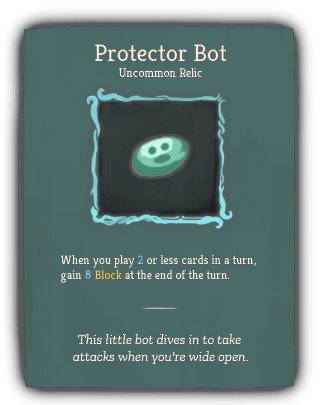 Protector Bot
Uncommon Relic
When you play 2 or less cards in a turn,
gain 8 Block at the end of the turn.
This little bot dives in to take
attacks when you're wide open.